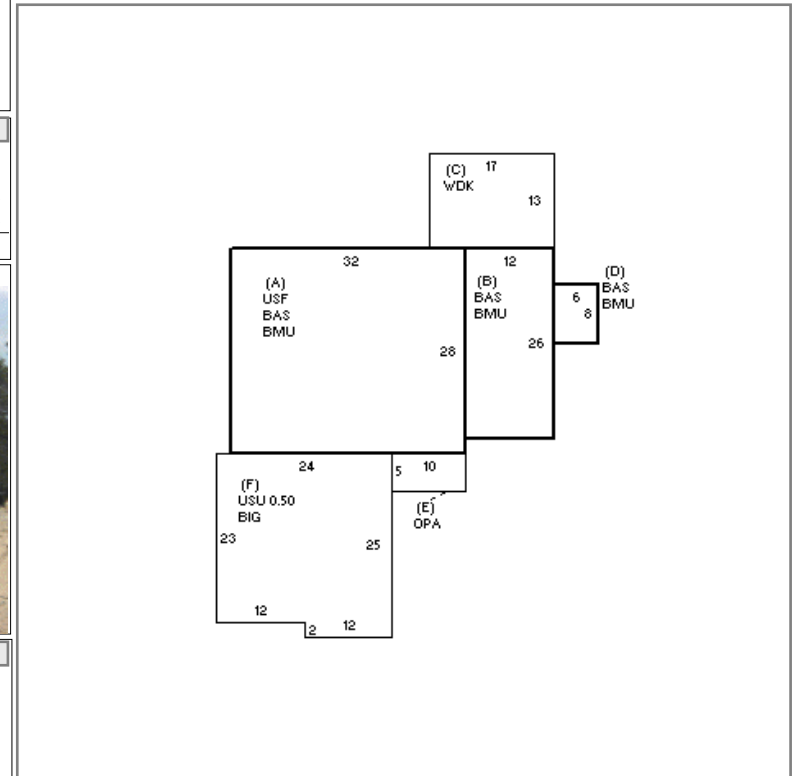 (C) 17
WDK
13
32
12
(A)
USF
BAS
BMU
28
(B)
BAS
BMU
26
(D)
BAS
BMU
6
8
24
5 10
(F)
USU 0.50
BIG
(E)
OPA
23
25
12
2 12